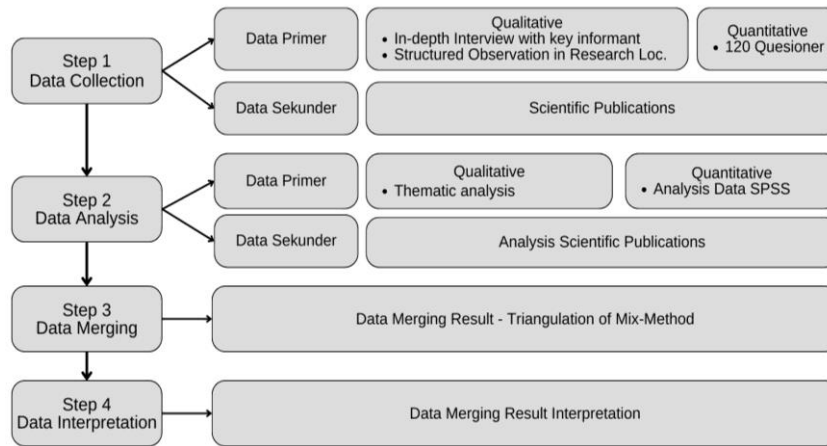 Step 1
Data Collection
Data Primer
Qualitative
• In-depth Interview with key informant
• Structured Observation in Research Loc.
Quantitative
• 120 Quesioner
Data Sekunder
Scientific Publications
Step 2
Data Analysis
Data Primer
Qualitative
• Thematic analysis
Quantitative
• Analysis Data SPSS
Data Sekunder
Analysis Scientific Publications
Step 3
Data Merging
Data Merging Result - Triangulation of Mix-Method
Step 4
Data Interpretation
Data Merging Result Interpretation